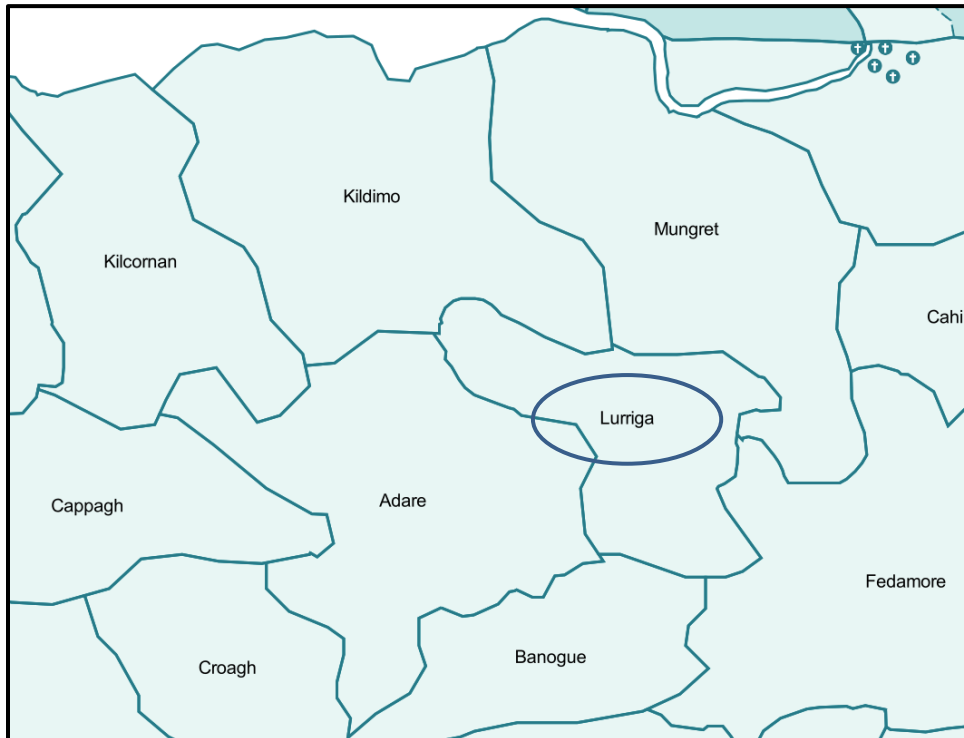 Kildimo
Mungret
Kilcornan
Cahi
Lurriga
Adare
Cappagh
Fedamore
Banogue
Croagh